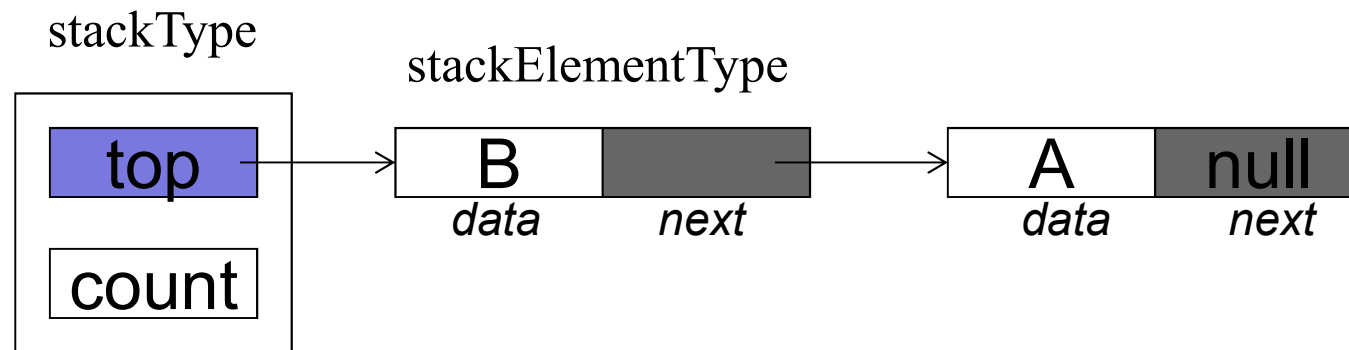 stackType
stackElementType
top
B
A
null
data
next
data
next
count